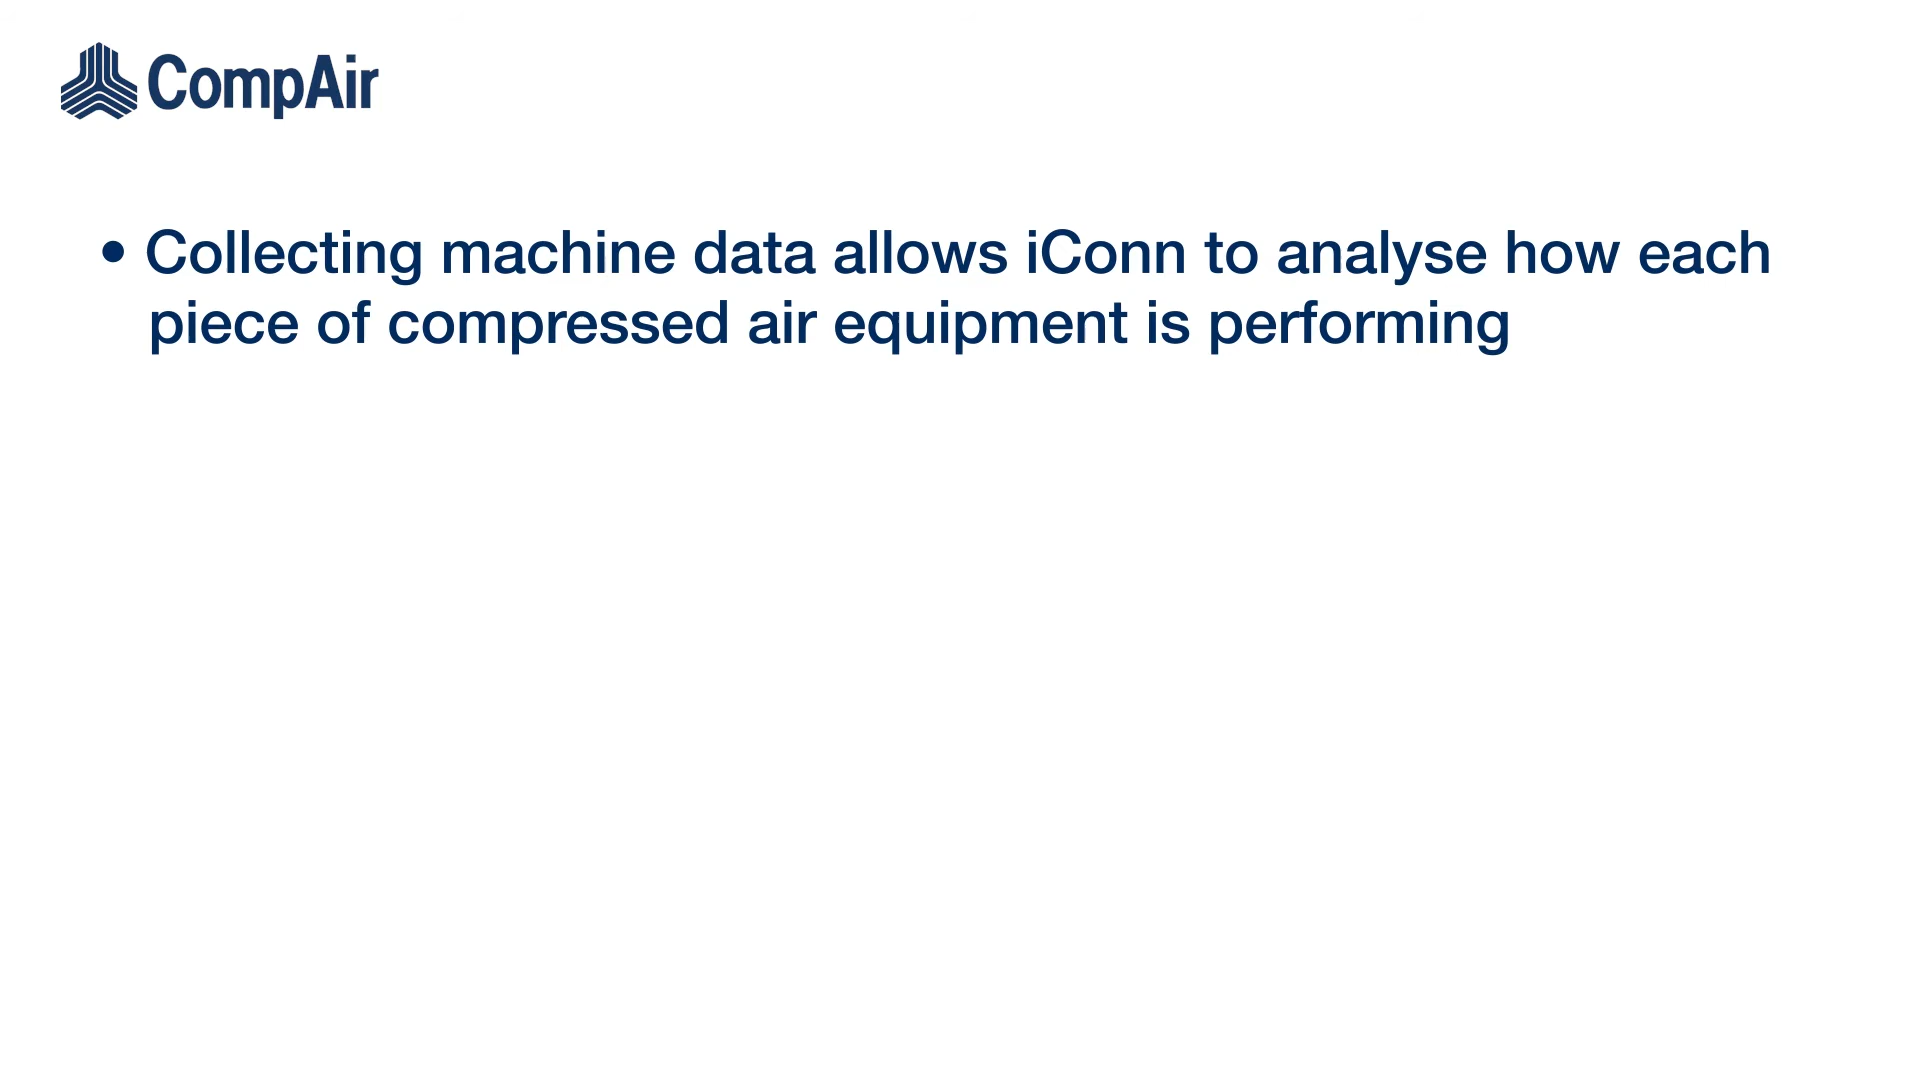 CompAir
• Collecting machine data allows iConn to analyse how each
piece of compressed air equipment is performing